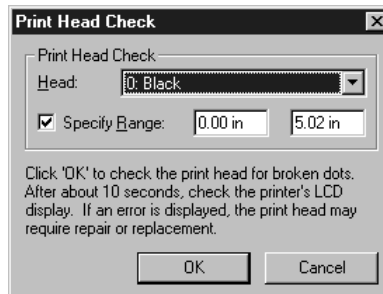 Print Head Check
Print Head Check
Head: 0: Black
Specify Range: 0.00 in 5.02 in
Click 'OK' to check the print head for broken dots.
After about 10 seconds, check the printer's LCD
display. If an error is displayed, the print head may
require repair or replacement.
OK Cancel